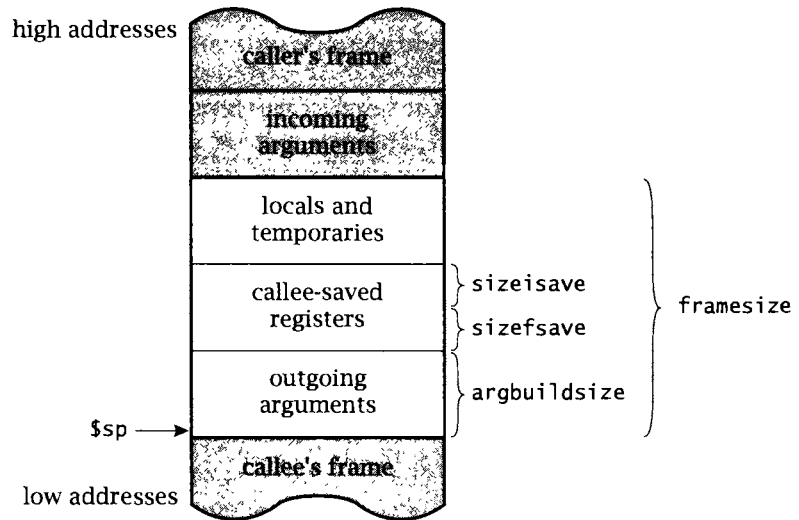 high addresses
caller's frame
incoming
arguments
locals and
temporaries
callee-saved
registers
sizeisave
sizefsave
framesize
outgoing
arguments
argbuildsize
$sp
callee's frame
low addresses